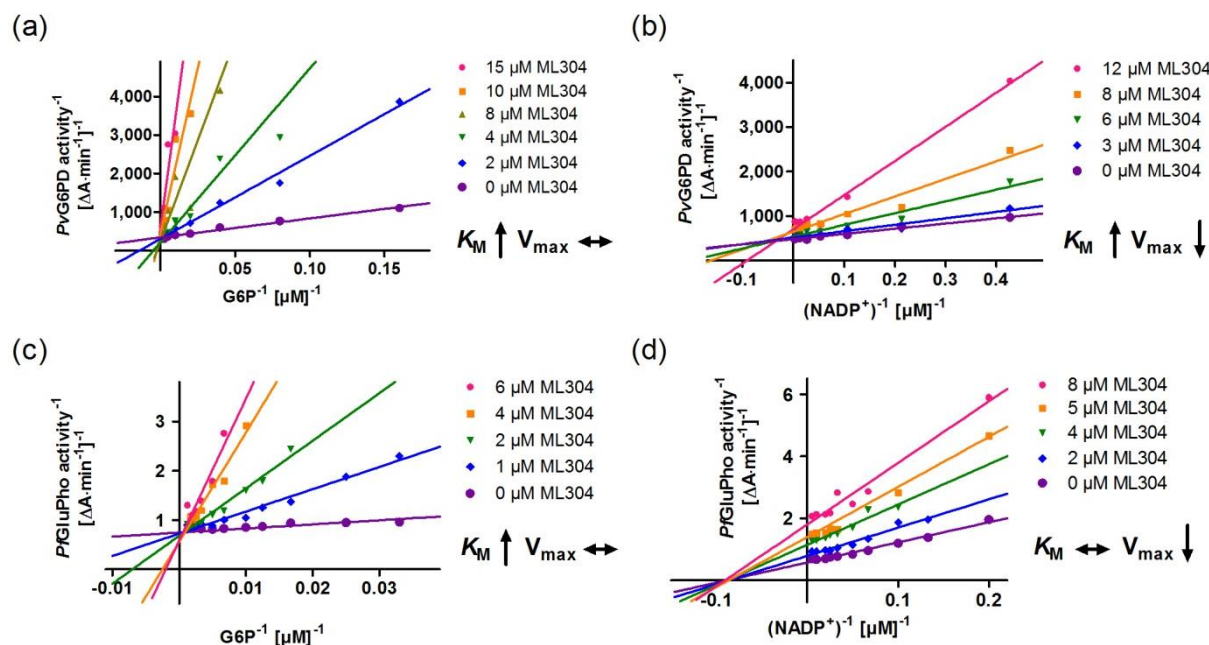 (a)
PvG6PD activity⁻¹
[ΔA·min⁻¹]⁻¹
4,000
3,000
2,000
1,000
0.05
0.10
0.15
G6P⁻¹ [µM]⁻¹
15 µM ML304
10 µM ML304
8 µM ML304
4 µM ML304
2 µM ML304
0 µM ML304
KM ↑ Vmax ↔
(b)
PvG6PD activity⁻¹
[ΔA·min⁻¹]⁻¹
4,000
3,000
2,000
1,000
-0.1
0.1
0.2
0.3
0.4
(NADP⁺)⁻¹ [µM]⁻¹
12 µM ML304
8 µM ML304
6 µM ML304
3 µM ML304
0 µM ML304
KM ↑ Vmax ↓
(c)
PfGluPho activity⁻¹
[ΔA·min⁻¹]⁻¹
3
2
1
-0.01
0.01
0.02
0.03
G6P⁻¹ [µM]⁻¹
6 µM ML304
4 µM ML304
2 µM ML304
1 µM ML304
0 µM ML304
KM ↑ Vmax ↔
(d)
PfGluPho activity⁻¹
[ΔA·min⁻¹]⁻¹
6
4
2
-0.1
0.1
0.2
(NADP⁺)⁻¹ [µM]⁻¹
8 µM ML304
5 µM ML304
4 µM ML304
2 µM ML304
0 µM ML304
KM ↔ Vmax ↓